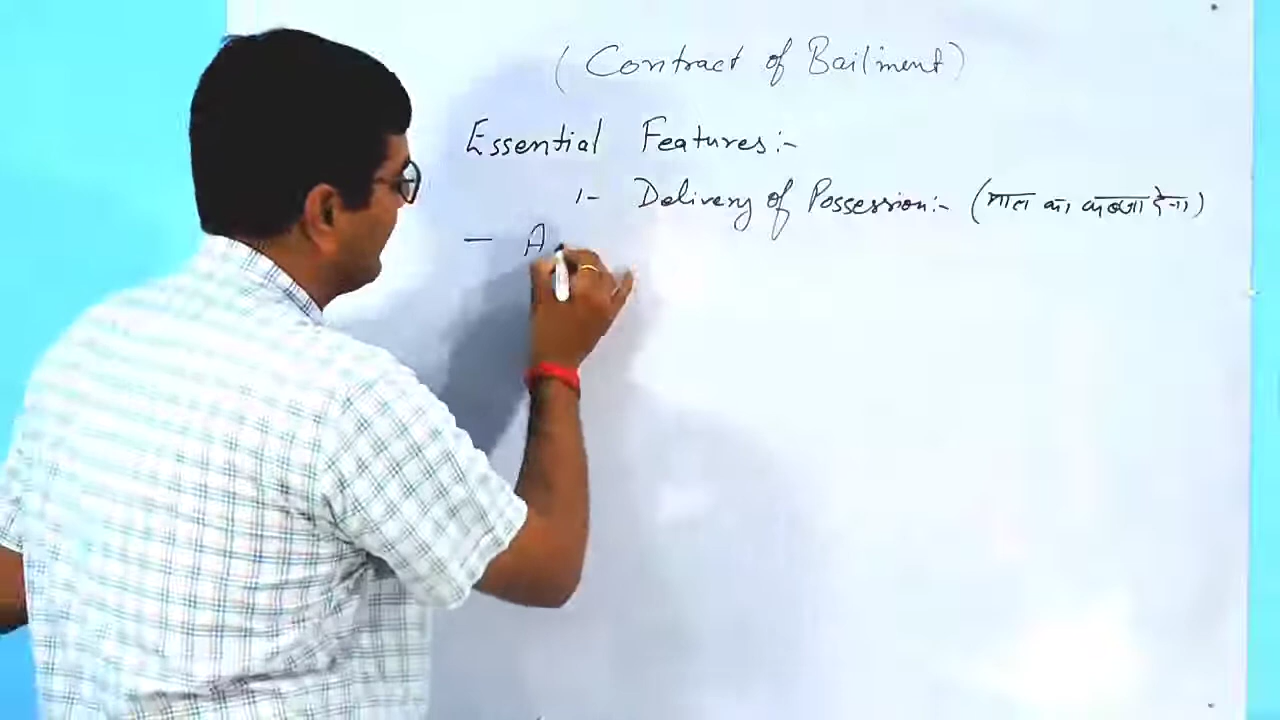 (Contract of Bailment)
Essential Features:-
1- Delivery of Possession:- (माल का कब्जा देना)
- A